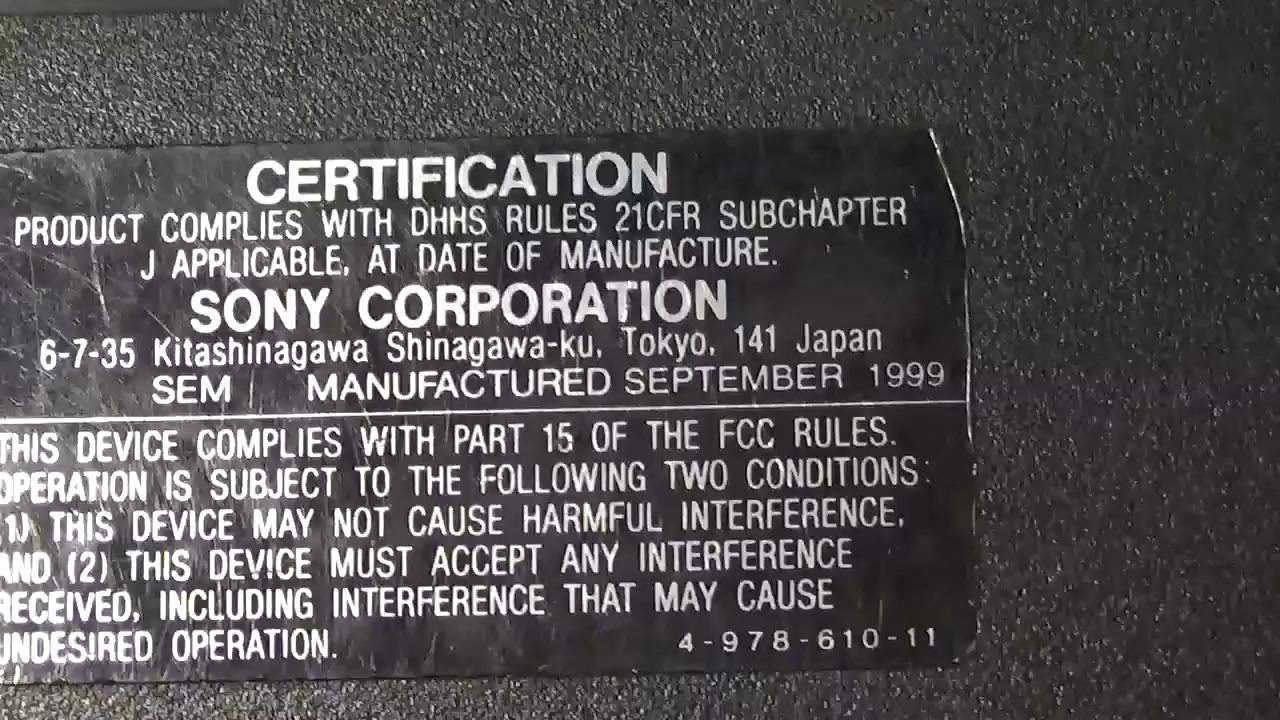 CERTIFICATION
PRODUCT COMPLIES WITH DHHS RULES 21CFR SUBCHAPTER
J APPLICABLE, AT DATE OF MANUFACTURE.
SONY CORPORATION
6-7-35 Kitashinagawa Shinagawa-ku, Tokyo, 141 Japan
SEM MANUFACTURED SEPTEMBER 1999
THIS DEVICE COMPLIES WITH PART 15 OF THE FCC RULES.
OPERATION IS SUBJECT TO THE FOLLOWING TWO CONDITIONS:
1) THIS DEVICE MAY NOT CAUSE HARMFUL INTERFERENCE,
AND (2) THIS DEVICE MUST ACCEPT ANY INTERFERENCE
RECEIVED, INCLUDING INTERFERENCE THAT MAY CAUSE
UNDESIRED OPERATION.
4-978-610-11